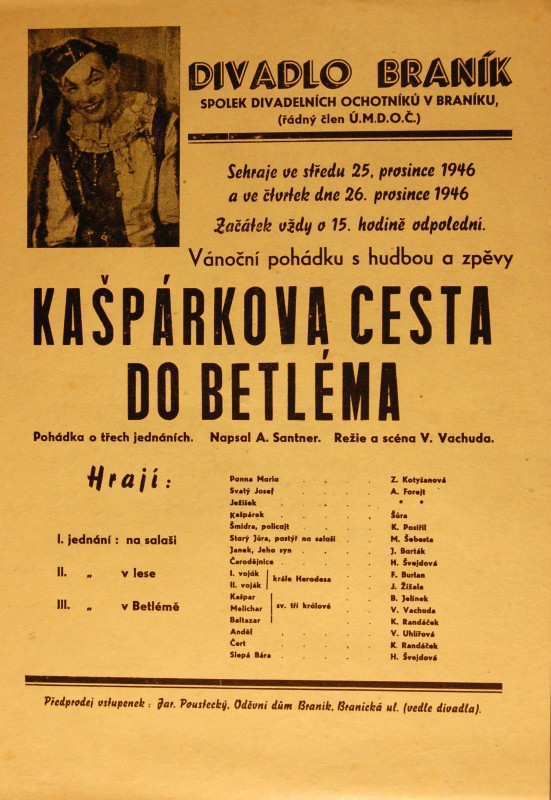 DIVADLO BRANÍK
SPOLEK DIVADELNÍCH OCHOTNÍKŮ V BRANÍKU,
(řádný člen Ú.M.D.O.Č.)
Sehraje ve středu 25, prosince 1946
a ve čtvrtek dne 26. prosince 1946
Začátek vždy o 15. hodině odpolední.
Vánoční pohádku s hudbou a zpěvy
KAŠPÁRKOVA CESTA
DO BETLÉMA
Pohádka o třech jednáních. Napsal A. Santner. Režie a scéna V. Vachuda.
Hrají:
I. jednání : na salaši
II. „ v lese
III. „ v Betlémě
Panna Maria . . . . . Z. Kotyšanová
Svatý Josef . . . . . A. Forejt
Ježíšek . . . . . * *
Kašpárek . . . . . Šůra
Šmidra, policajt . . . . K. Posířil
Starý Jůra, pastýř na salaši . . M. Šebesta
Janek, Jeho syn . . . . J. Barták
Čarodějnice . . . . . H. Švejdová
I. voják krále Herodesa . . F. Burian
II. voják J. Žížala
Kašpar B. Jelínek
Melichar sv. tři králové . . V. Vachuda
Baltazar K. Randáček
Anděl . . . . . V. Uhlířová
Čert . . . . . K. Randáček
Slepá Bára . . . . . H. Švejdová
Předprodej vstupenek : Jar. Poustecký, Oděvní dům Braník, Branická ul. (vedle divadla).